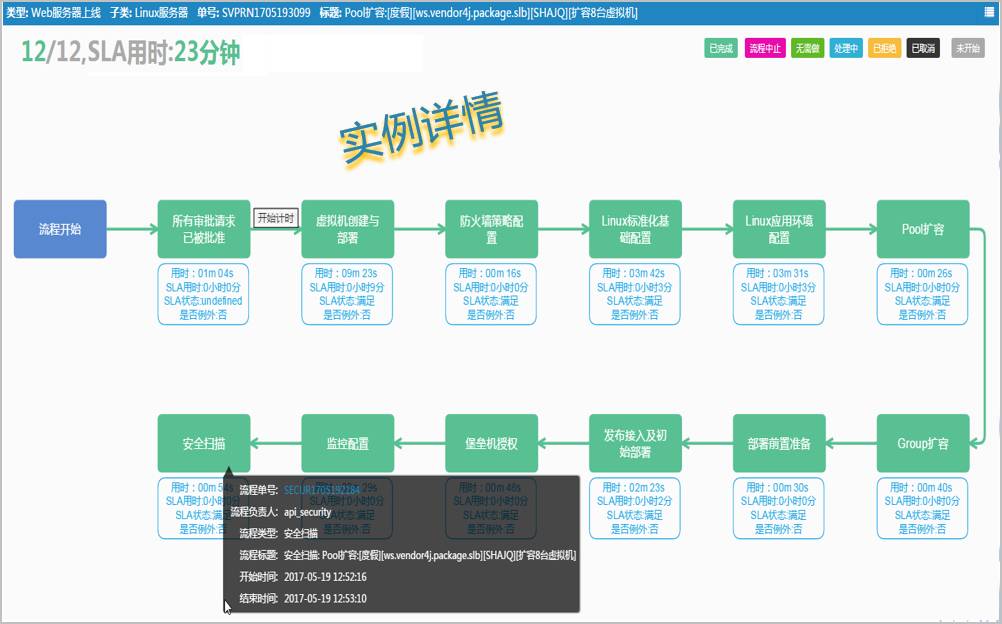 类型: Web服务器上线 子类: Linux服务器 单号: SVPRN1705193099 标题: Pool扩容:[度假][ws.vendor4j.package.slb][SHAJQ][扩容8台虚拟机]
12/12,SLA用时:23分钟
已完成 流程中止 无需做 处理中 已拒绝 已取消 未开始
实例详情
流程开始
所有审批请求
已被批准
用时 : 01m 04s
SLA用时:0小时0分
SLA状态:undefined
是否例外:否
开始计时
虚拟机创建与
部署
用时 : 09m 23s
SLA用时:0小时9分
SLA状态:满足
是否例外:否
防火墙策略配
置
用时 : 00m 16s
SLA用时:0小时0分
SLA状态:满足
是否例外:否
Linux标准化基
础配置
用时 : 03m 42s
SLA用时:0小时3分
SLA状态:满足
是否例外:否
Linux应用环境
配置
用时 : 03m 31s
SLA用时:0小时3分
SLA状态:满足
是否例外:否
Pool扩容
用时 : 00m 26s
SLA用时:0小时0分
SLA状态:满足
是否例外:否
Group扩容
用时 : 00m 40s
SLA用时:0小时0分
SLA状态:满足
是否例外:否
部署前置准备
用时 : 00m 30s
SLA用时:0小时0分
SLA状态:满足
是否例外:否
发布接入及初
始部署
用时 : 02m 23s
SLA用时:0小时2分
SLA状态:满足
是否例外:否
堡垒机授权
用时 : 00m 46s
SLA用时:0小时0分
SLA状态:满足
是否例外:否
监控配置
29s
SLA用时:0小时0分
SLA状态:满足
是否例外:否
安全扫描
用时 : 00m 54s
SLA用时:0小时0分
SLA状态:满足
是否例外:否
流程单号: SECUR1705192284
流程负责人: api_security
流程类型: 安全扫描
流程标题: 安全扫描: Pool扩容:[度假][ws.vendor4j.package.slb][SHAJQ][扩容8台虚拟机]
开始时间: 2017-05-19 12:52:16
结束时间: 2017-05-19 12:53:10